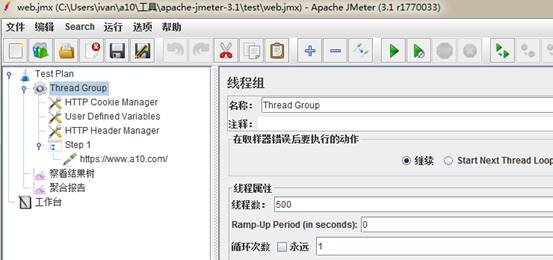 web.jmx (C:\Users\ivan\a10\工具\apache-jmeter-3.1\test\web.jmx) - Apache JMeter (3.1 r1770033)
文件 编辑 Search 运行 选项 帮助
Test Plan
Thread Group
HTTP Cookie Manager
User Defined Variables
HTTP Header Manager
Step 1
https://www.a10.com/
察看结果树
聚合报告
工作台
线程组
名称: Thread Group
注释:
在取样器错误后要执行的动作
继续 Start Next Thread Loop
线程属性
线程数: 500
Ramp-Up Period (in seconds): 0
循环次数 永远 1